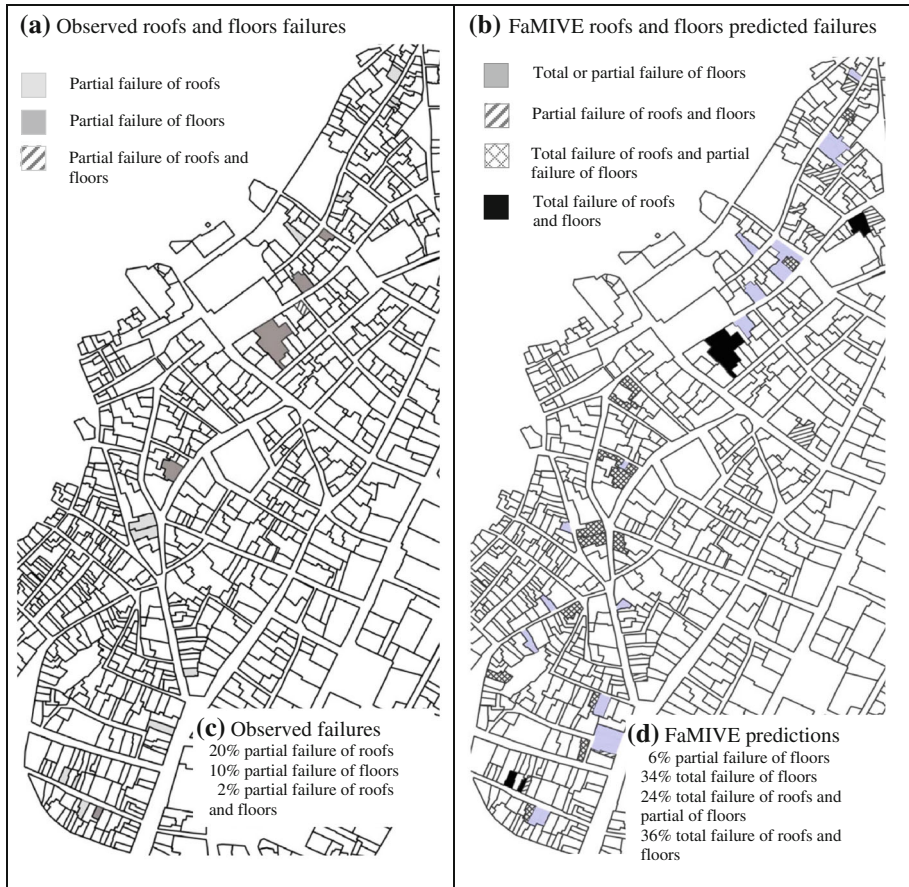 (a) Observed roofs and floors failures
Partial failure of roofs
Partial failure of floors
Partial failure of roofs and
floors
(c) Observed failures
20% partial failure of roofs
10% partial failure of floors
2% partial failure of roofs
and floors
(b) FaMIVE roofs and floors predicted failures
Total or partial failure of floors
Partial failure of roofs and floors
Total failure of roofs and partial
failure of floors
Total failure of roofs
and floors
(d) FaMIVE predictions
6% partial failure of floors
34% total failure of floors
24% total failure of roofs and
partial of floors
36% total failure of roofs and
floors